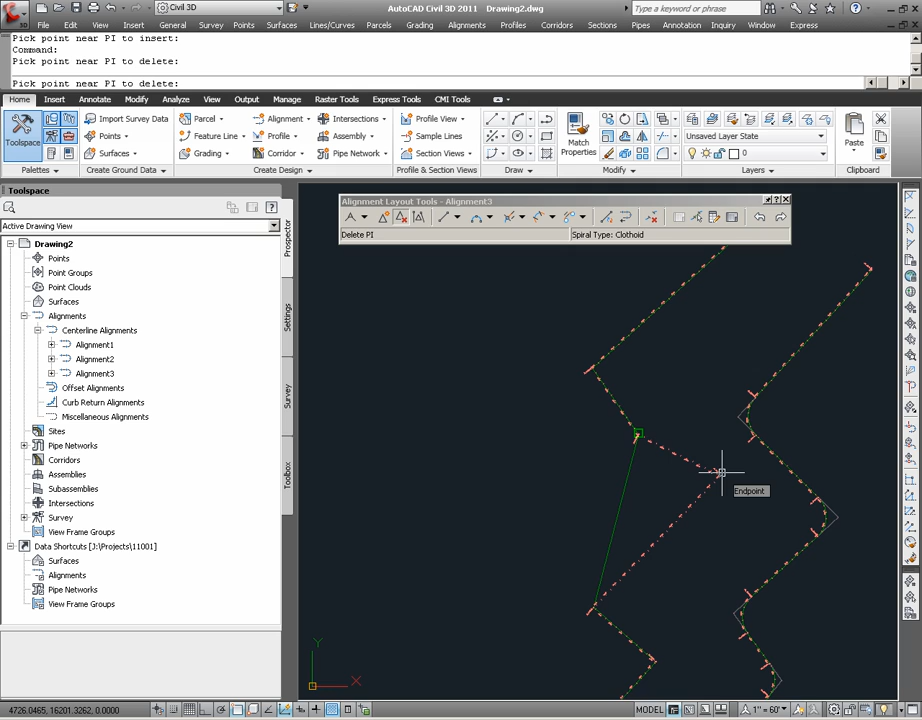 Civil 3D
AutoCAD Civil 3D 2011  Drawing2.dwg
Type a keyword or phrase
3D
File Edit View Insert General Survey Points Surfaces Lines/Curves Parcels Grading Alignments Profiles Corridors Sections Pipes Annotation Inquiry Window Express
Pick point near PI to insert:
Command:
Pick point near PI to delete:
Pick point near PI to delete:
Home Insert Annotate Modify Analyze View Output Manage Raster Tools Express Tools CMI Tools
Toolspace
Import Survey Data
Points
Surfaces
Parcel
Feature Line
Grading
Alignment
Profile
Corridor
Intersections
Assembly
Pipe Network
Profile View
Sample Lines
Section Views
Match Properties
Unsaved Layer State
0
Paste
Palettes Create Ground Data Create Design Profile & Section Views Draw Modify Layers Clipboard
Toolspace
Active Drawing View
Drawing2
Points
Point Groups
Point Clouds
Surfaces
Alignments
Centerline Alignments
Alignment1
Alignment2
Alignment3
Offset Alignments
Curb Return Alignments
Miscellaneous Alignments
Sites
Pipe Networks
Corridors
Assemblies
Subassemblies
Intersections
Survey
View Frame Groups
Data Shortcuts [J:\Projects\11001]
Surfaces
Alignments
Pipe Networks
View Frame Groups
Prospector
Settings
Survey
Toolbox
Alignment Layout Tools - Alignment3
Delete PI
Spiral Type: Clothoid
Endpoint
Y
X
4726.0465, 16201.3262, 0.0000
MODEL
1" = 60'